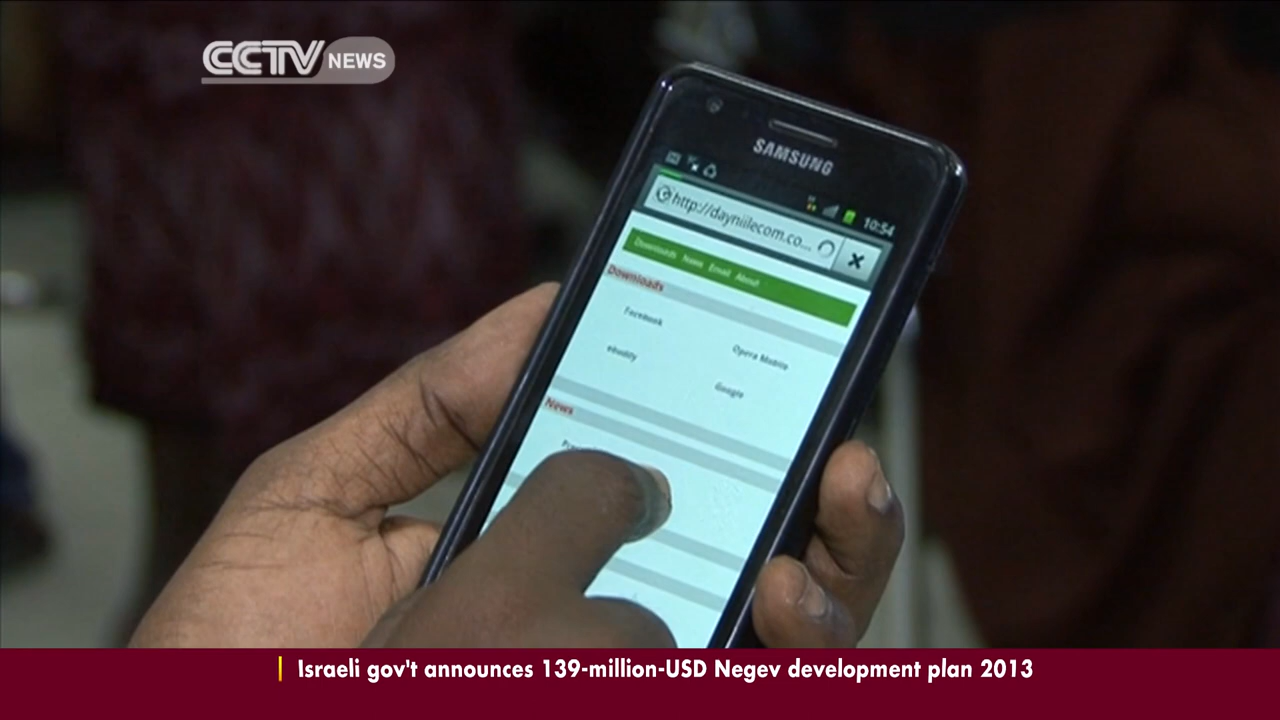 CCTV NEWS
SAMSUNG
10:54
http://dayniilecom.co...
Downloads News Email About
Downloads
Facebook
Opera Mobile
ebuddy
Google
News
Israeli gov't announces 139-million-USD Negev development plan 2013